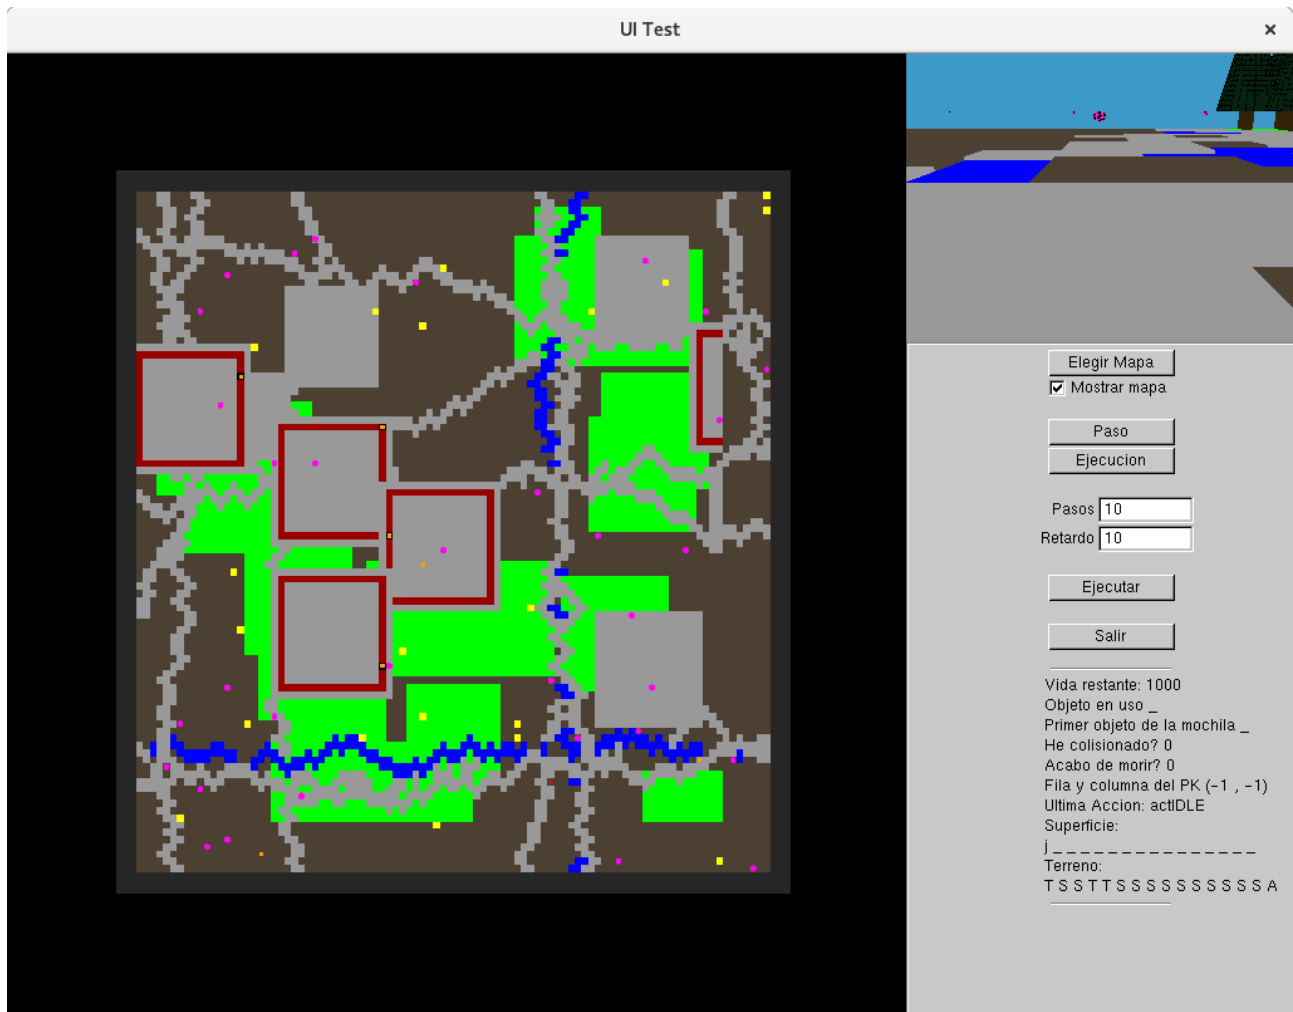 UI Test
×
Elegir Mapa
Mostrar mapa
Paso
Ejecucion
Pasos 10
Retardo 10
Ejecutar
Salir
Vida restante: 1000
Objeto en uso _
Primer objeto de la mochila _
He colisionado? 0
Acabo de morir? 0
Fila y columna del PK (-1 , -1)
Ultima Accion: actIDLE
Superficie:
j _ _ _ _ _ _ _ _ _ _ _ _ _ _ _
Terreno:
T S S T T S S S S S S S S S S A